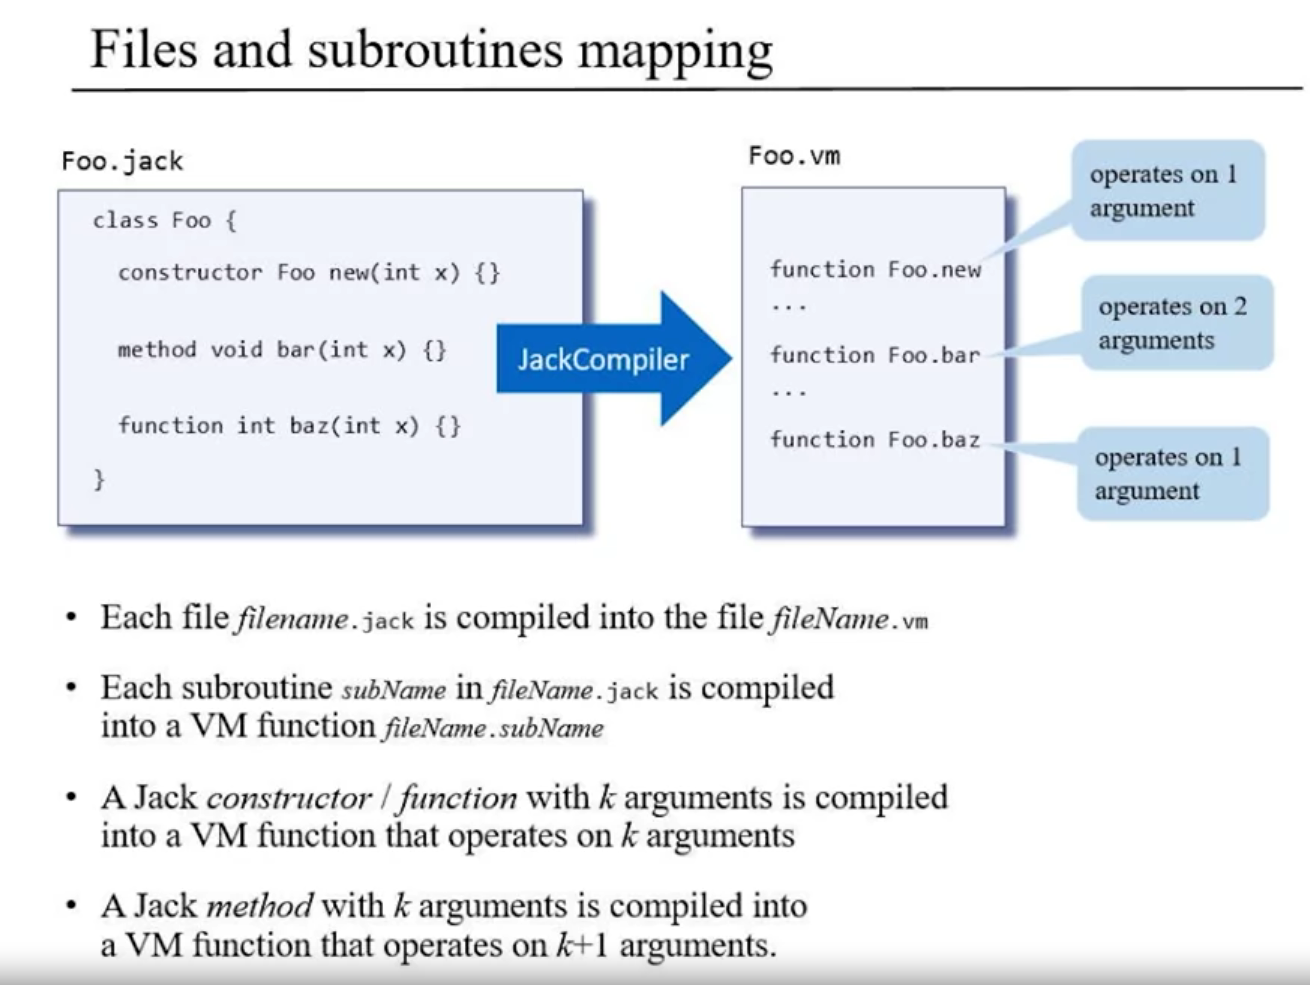 Files and subroutines mapping
Foo.jack
class Foo {
constructor Foo new(int x) {}
method void bar(int x) {}
function int baz(int x) {}
}
JackCompiler
Foo.vm
function Foo.new
...
function Foo.bar
...
function Foo.baz
operates on 1
argument
operates on 2
arguments
operates on 1
argument
• Each file filename.jack is compiled into the file fileName.vm
• Each subroutine subName in fileName.jack is compiled
into a VM function fileName.subName
• A Jack constructor / function with k arguments is compiled
into a VM function that operates on k arguments
• A Jack method with k arguments is compiled into
a VM function that operates on k+1 arguments.